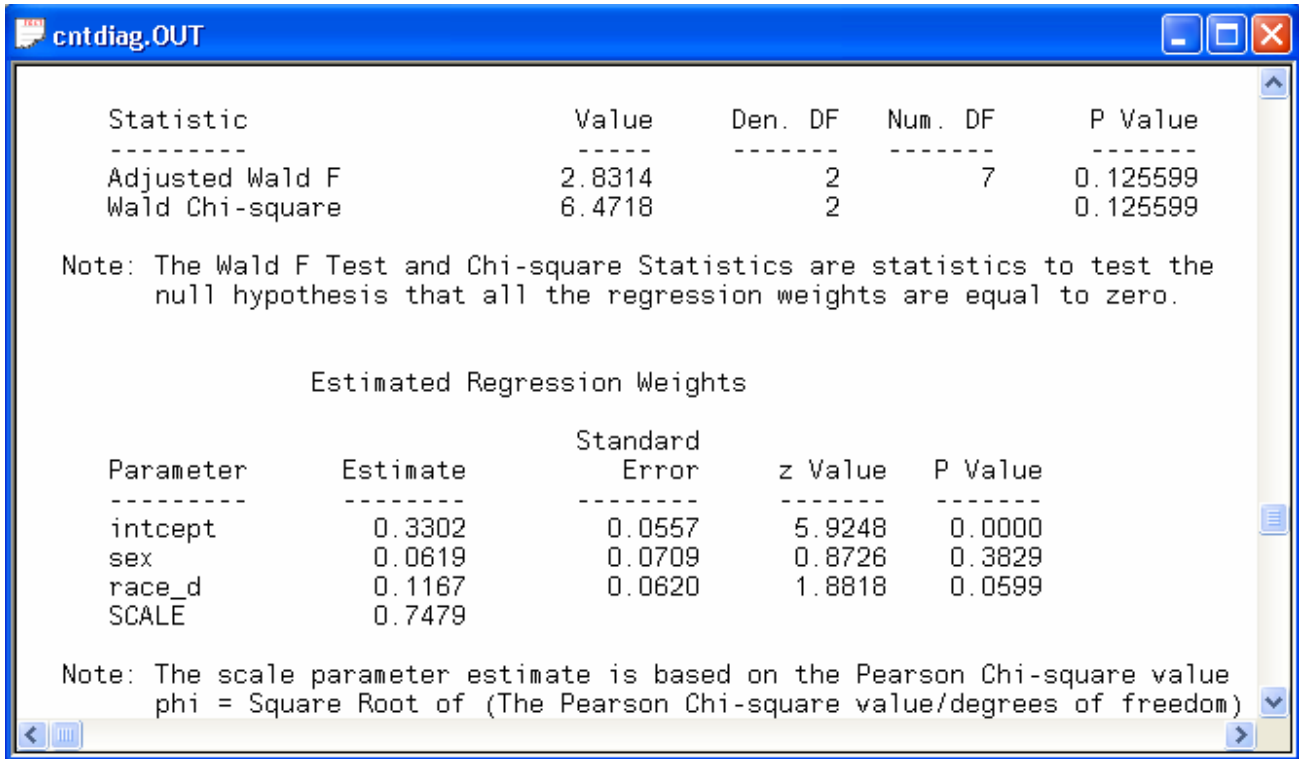 cntdiag.OUT
Statistic Value Den. DF Num. DF P Value
--------- ----- ------- ------- -------
Adjusted Wald F 2.8314 2 7 0.125599
Wald Chi-square 6.4718 2 0.125599
Note: The Wald F Test and Chi-square Statistics are statistics to test the
null hypothesis that all the regression weights are equal to zero.
Estimated Regression Weights
Standard
Parameter Estimate Error z Value P Value
--------- -------- -------- ------- -------
intcept 0.3302 0.0557 5.9248 0.0000
sex 0.0619 0.0709 0.8726 0.3829
race_d 0.1167 0.0620 1.8818 0.0599
SCALE 0.7479
Note: The scale parameter estimate is based on the Pearson Chi-square value
phi = Square Root of (The Pearson Chi-square value/degrees of freedom)